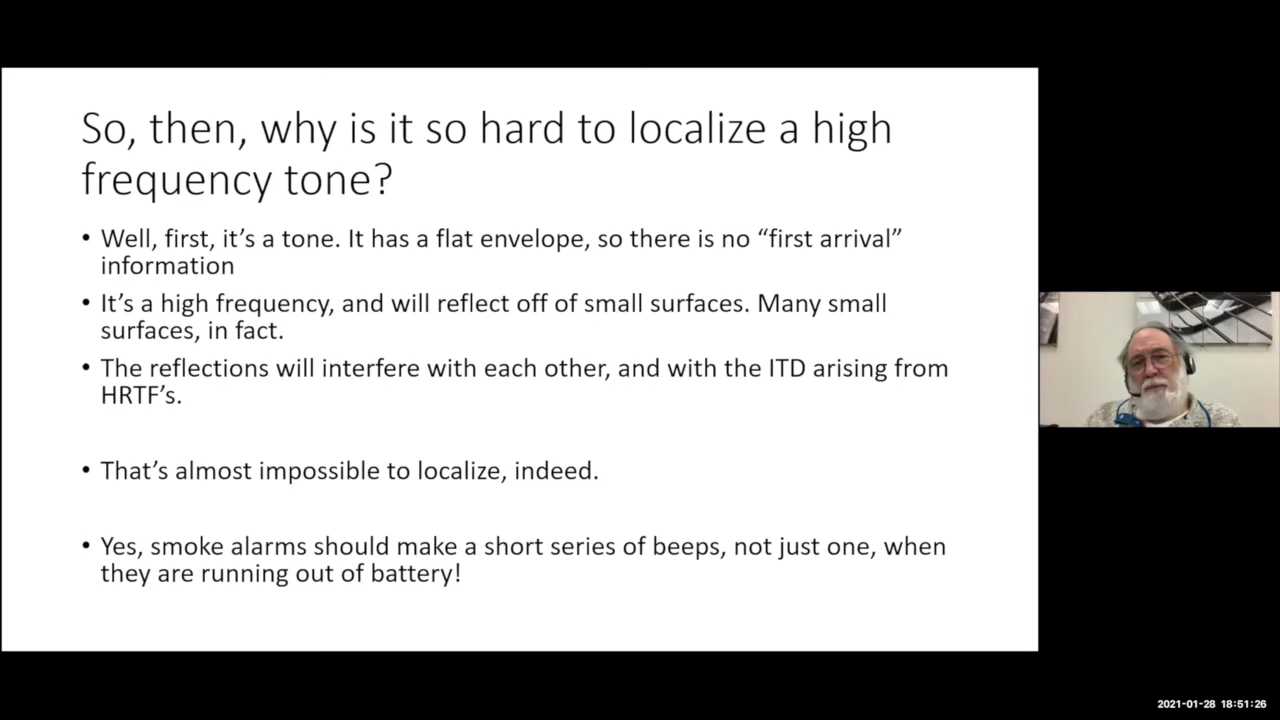 So, then, why is it so hard to localize a high
frequency tone?
• Well, first, it’s a tone. It has a flat envelope, so there is no “first arrival”
information
• It’s a high frequency, and will reflect off of small surfaces. Many small
surfaces, in fact.
• The reflections will interfere with each other, and with the ITD arising from
HRTF’s.
• That’s almost impossible to localize, indeed.
• Yes, smoke alarms should make a short series of beeps, not just one, when
they are running out of battery!
2021-01-28 18:51:26